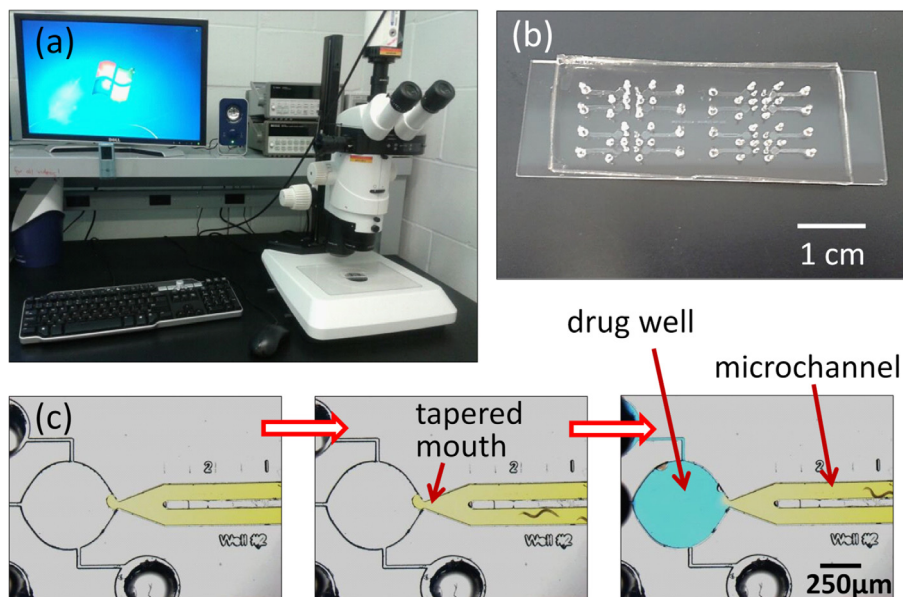 (a)
(b)
1 cm
drug well
microchannel
(c)
tapered
mouth
2
1
Well #2
2
1
Well #2
2
1
Well #2
250μm
DELL